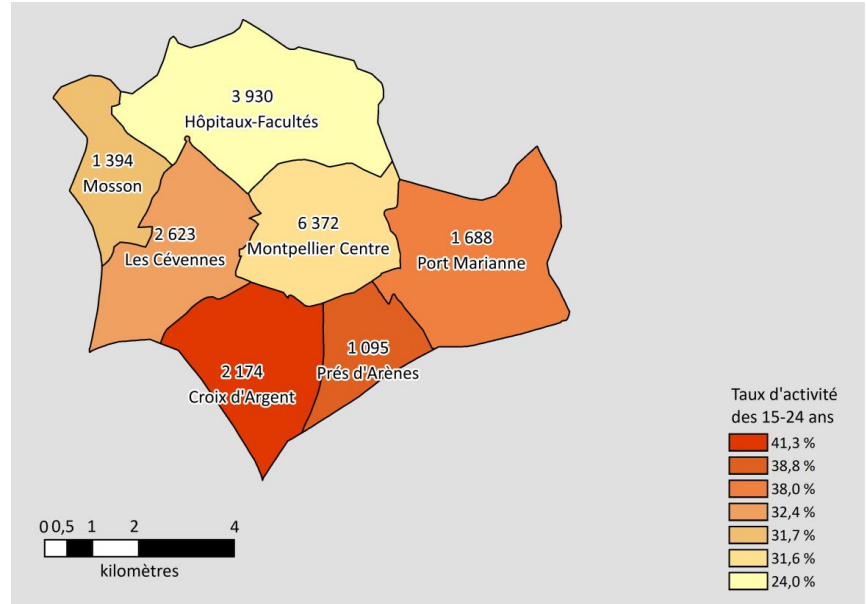 3 930
Hôpitaux-Facultés
1 394
Mosson
2 623
Les Cévennes
6 372
Montpellier Centre
1 688
Port Marianne
2 174
Croix d'Argent
1 095
Prés d'Arènes
Taux d'activité
des 15-24 ans
41,3 %
38,8 %
38,0 %
32,4 %
31,7 %
31,6 %
24,0 %
0 0,5 1 2 4
kilomètres